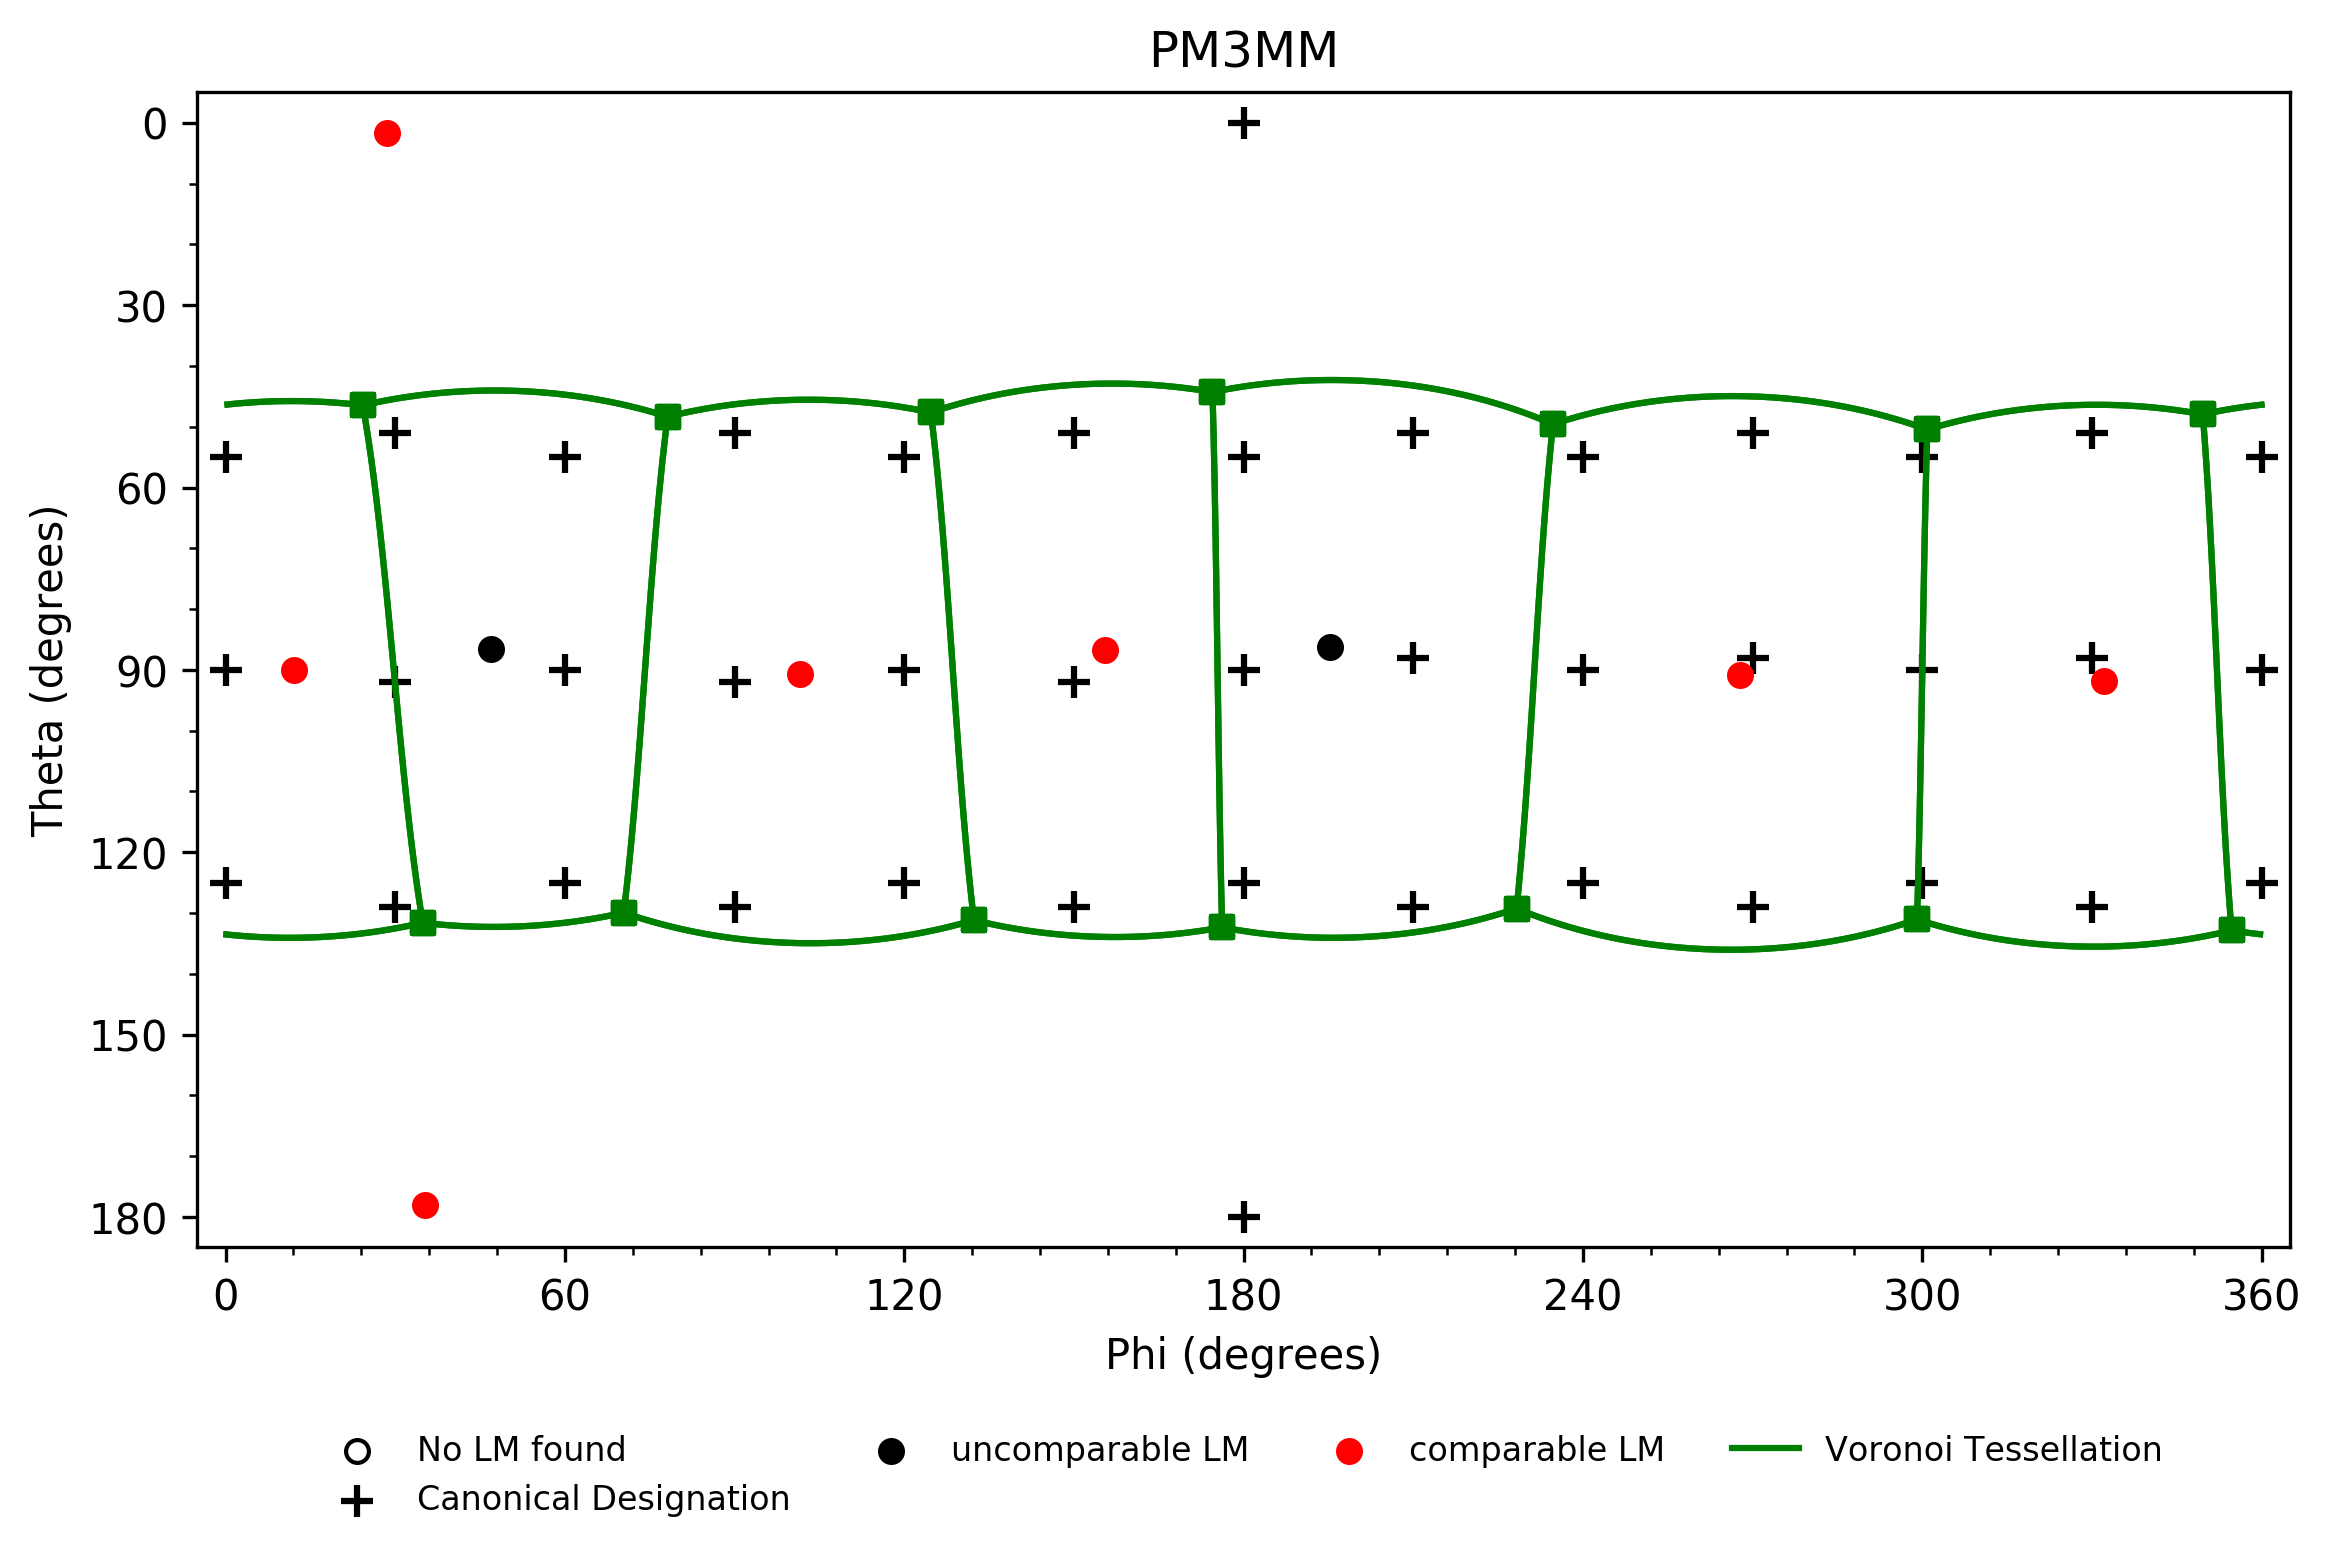 PM3MM
0
30
60
90
120
150
180
Theta (degrees)
0 60 120 180 240 300 360
Phi (degrees)
No LM found uncomparable LM comparable LM Voronoi Tessellation
Canonical Designation